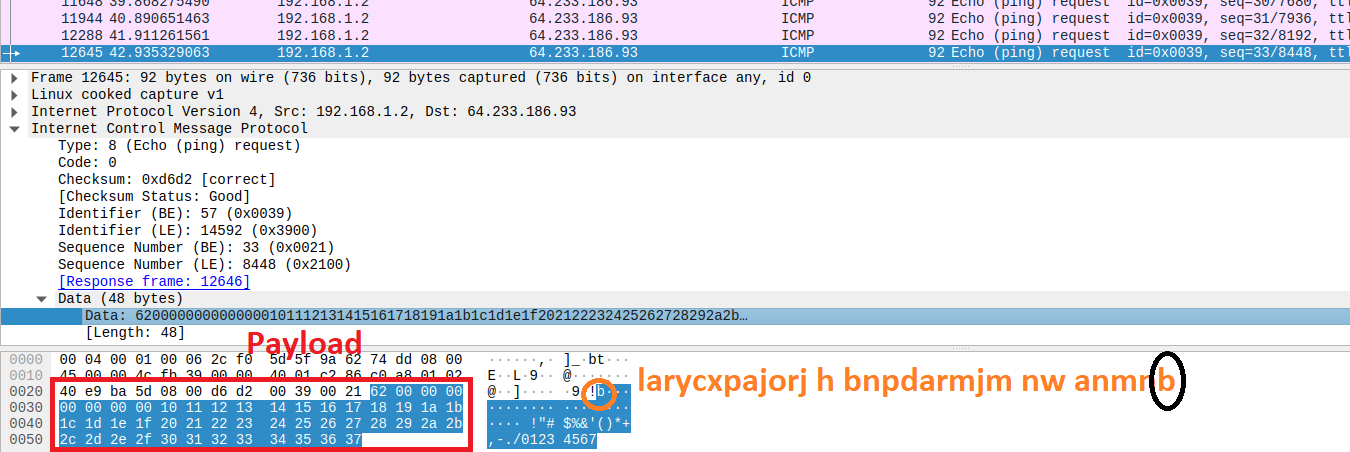 11648 39.868275490 192.168.1.2 64.233.186.93 ICMP 92 Echo (ping) request id=0x0039, seq=30/7680, ttl
11944 40.890651463 192.168.1.2 64.233.186.93 ICMP 92 Echo (ping) request id=0x0039, seq=31/7936, ttl
12288 41.911261561 192.168.1.2 64.233.186.93 ICMP 92 Echo (ping) request id=0x0039, seq=32/8192, ttl
12645 42.935329063 192.168.1.2 64.233.186.93 ICMP 92 Echo (ping) request id=0x0039, seq=33/8448, ttl
Frame 12645: 92 bytes on wire (736 bits), 92 bytes captured (736 bits) on interface any, id 0
Linux cooked capture v1
Internet Protocol Version 4, Src: 192.168.1.2, Dst: 64.233.186.93
Internet Control Message Protocol
Type: 8 (Echo (ping) request)
Code: 0
Checksum: 0xd6d2 [correct]
[Checksum Status: Good]
Identifier (BE): 57 (0x0039)
Identifier (LE): 14592 (0x3900)
Sequence Number (BE): 33 (0x0021)
Sequence Number (LE): 8448 (0x2100)
[Response frame: 12646]
Data (48 bytes)
Data: 6200000000000000101112131415161718191a1b1c1d1e1f202122232425262728292a2b…
[Length: 48]
Payload
0000 00 04 00 01 00 06 2c f0 5d 5f 9a 62 74 dd 08 00 ······,· ]_·bt···
0010 45 00 00 4c fb 39 00 00 40 01 c2 86 c0 a8 01 02 E··L·9·· @·······
0020 40 e9 ba 5d 08 00 d6 d2 00 39 00 21 62 00 00 00 @··]···· ·9·!b···
0030 00 00 00 00 10 11 12 13 14 15 16 17 18 19 1a 1b ········ ········
0040 1c 1d 1e 1f 20 21 22 23 24 25 26 27 28 29 2a 2b ···· !"# $%&'()*+
0050 2c 2d 2e 2f 30 31 32 33 34 35 36 37 ,-./0123 4567
larycxpajorj h bnpdarmjm nw anmnb